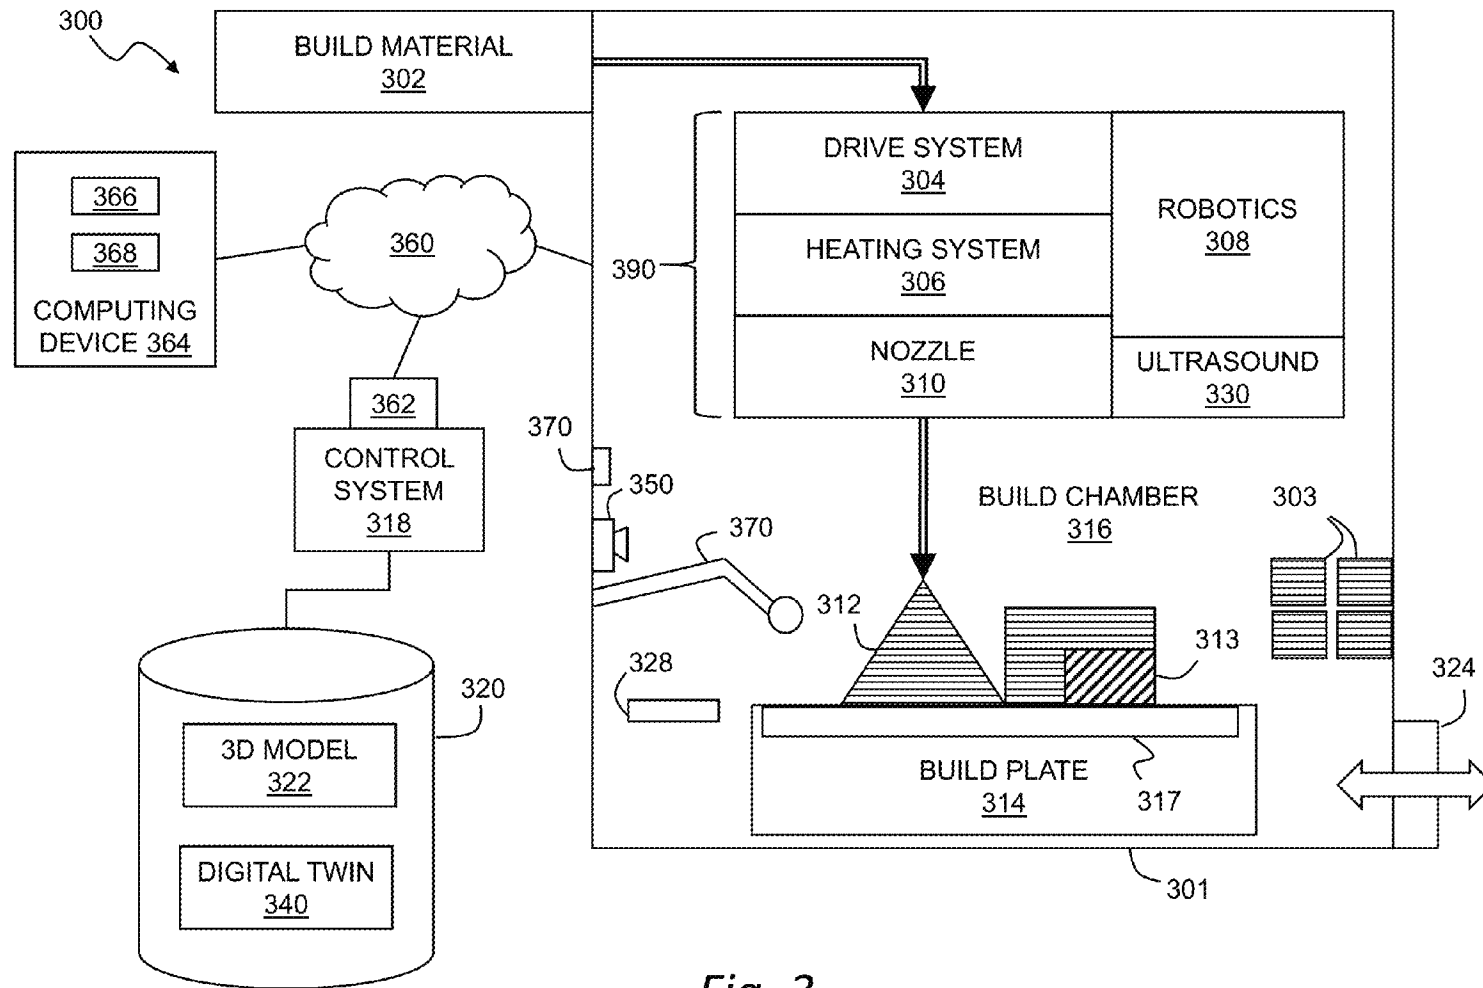 300
BUILD MATERIAL
302
366
368
COMPUTING
DEVICE 364
360
362
CONTROL
SYSTEM
318
320
3D MODEL
322
DIGITAL TWIN
340
390
DRIVE SYSTEM
304
HEATING SYSTEM
306
NOZZLE
310
ROBOTICS
308
ULTRASOUND
330
370
350
370
BUILD CHAMBER
316
303
312
313
328
324
BUILD PLATE
314
317
301